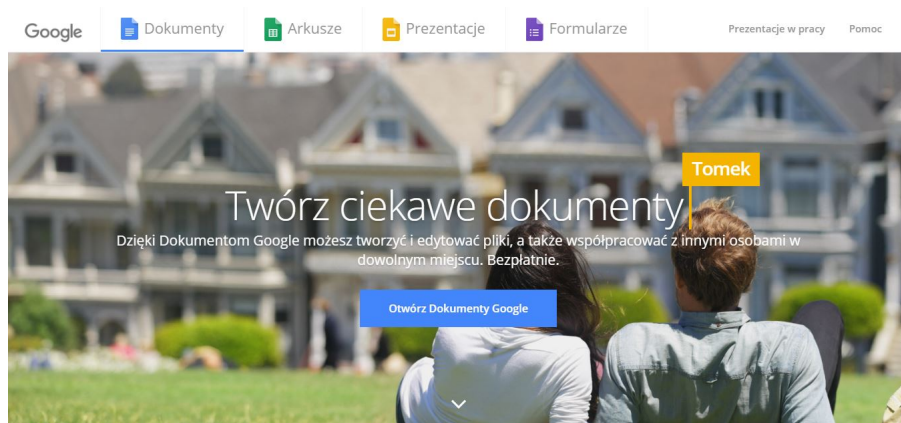 Google Dokumenty Arkusze Prezentacje Formularze Prezentacje w pracy Pomoc
Tomek
Twórz ciekawe dokumenty
Dzięki Dokumentom Google możesz tworzyć i edytować pliki, a także współpracować z innymi osobami w
dowolnym miejscu. Bezpłatnie.
Otwórz Dokumenty Google